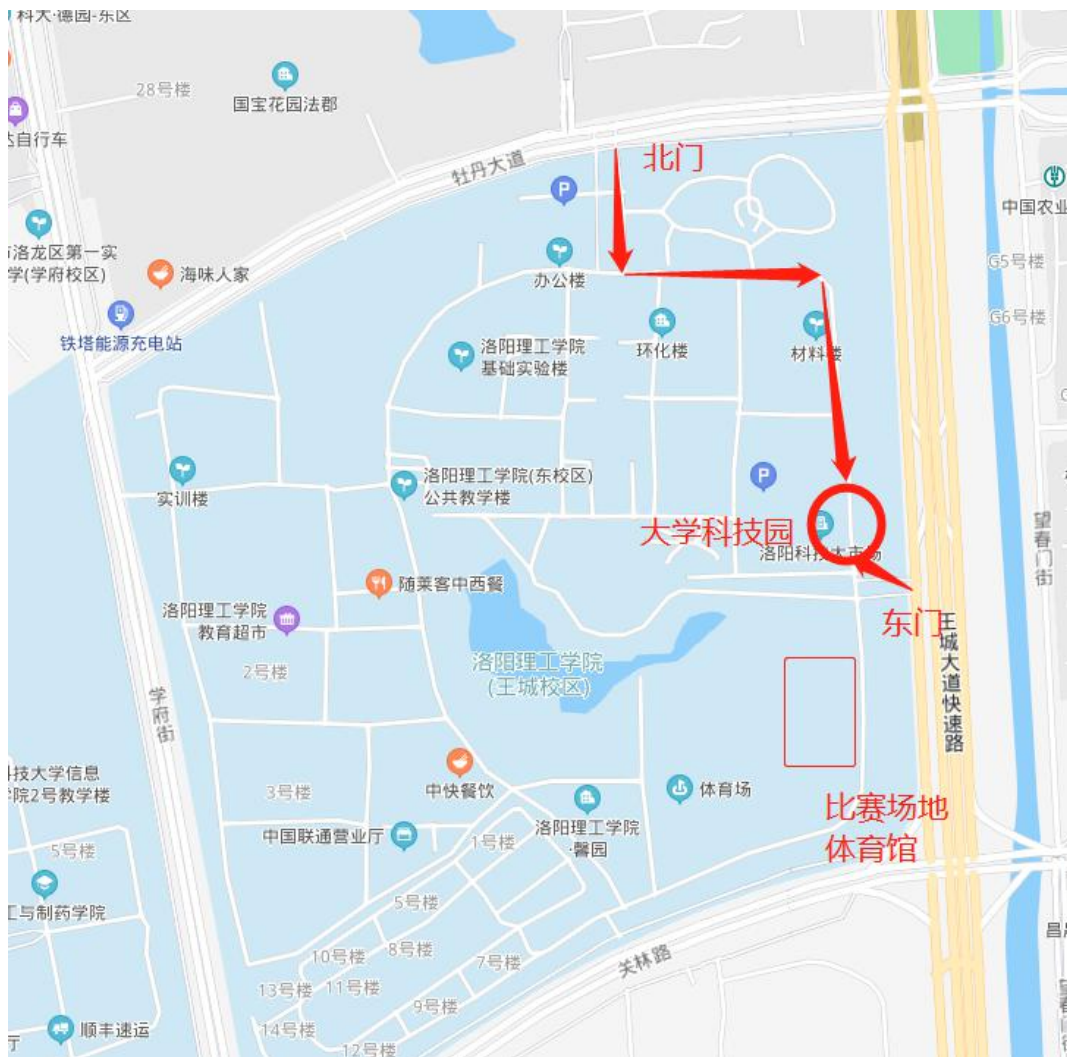 科大·德园-东区
28号楼
国宝花园法郡
达自行车
牡丹大道
北门
中国农业
市洛龙区第一实
学(学府校区)
海味人家
办公楼
G5号楼
G6号楼
铁塔能源充电站
洛阳理工学院
基础实验楼
环化楼
材料楼
实训楼
洛阳理工学院(东校区)
公共教学楼
大学科技园
洛阳科技大市场
望春门街
随莱客中西餐
洛阳理工学院
教育超市
东门
王城大道快速路
2号楼
洛阳理工学院
(王城校区)
学府街
科技大学信息
学院2号教学楼
3号楼
中快餐饮
体育场
比赛场地
体育馆
中国联通营业厅
1号楼
洛阳理工学院
·馨园
5号楼
工与制药学院
5号楼
8号楼
10号楼
7号楼
关林路
13号楼
11号楼
9号楼
14号楼
12号楼
顺丰速运
厅